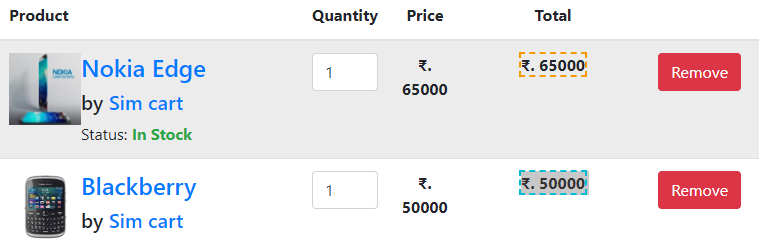 Product Quantity Price Total
NOKIA
Nokia Edge 1 ₹. 65000 ₹. 65000 Remove
by Sim cart
Status: In Stock
Blackberry 1 ₹. 50000 ₹. 50000 Remove
by Sim cart